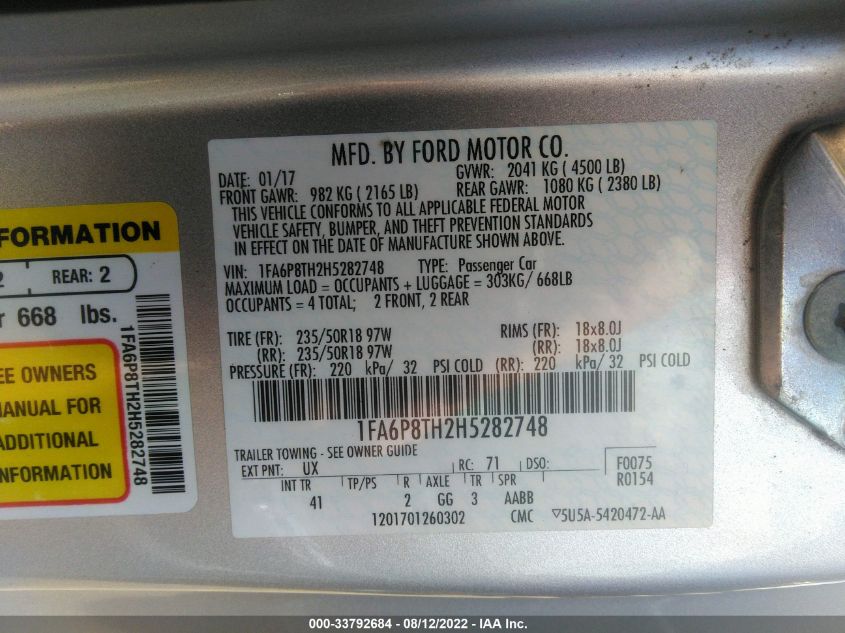 FORMATION
2 REAR: 2
r 668 lbs.
EE OWNERS
MANUAL FOR
ADDITIONAL
INFORMATION
1FA6P8TH2H5282748
MFD. BY FORD MOTOR CO.
DATE: 01/17 GVWR: 2041 KG ( 4500 LB)
FRONT GAWR: 982 KG ( 2165 LB) REAR GAWR: 1080 KG ( 2380 LB)
THIS VEHICLE CONFORMS TO ALL APPLICABLE FEDERAL MOTOR
VEHICLE SAFETY, BUMPER, AND THEFT PREVENTION STANDARDS
IN EFFECT ON THE DATE OF MANUFACTURE SHOWN ABOVE.
VIN: 1FA6P8TH2H5282748 TYPE: Passenger Car
MAXIMUM LOAD = OCCUPANTS + LUGGAGE = 303KG/ 668LB
OCCUPANTS = 4 TOTAL; 2 FRONT, 2 REAR
TIRE (FR): 235/50R18 97W RIMS (FR): 18x8.0J
(RR): 235/50R18 97W (RR): 18x8.0J
PRESSURE (FR): 220 kPa/ 32 PSI COLD (RR): 220 kPa/ 32 PSI COLD
1FA6P8TH2H5282748
TRAILER TOWING - SEE OWNER GUIDE
EXT PNT: UX RC: 71 DSO: F0075
R0154
INT TR TP/PS R AXLE TR SPR
41 2 GG 3 AABB
1201701260302 CMC ▽5U5A-5420472-AA
000-33792684 - 08/12/2022 - IAA Inc.